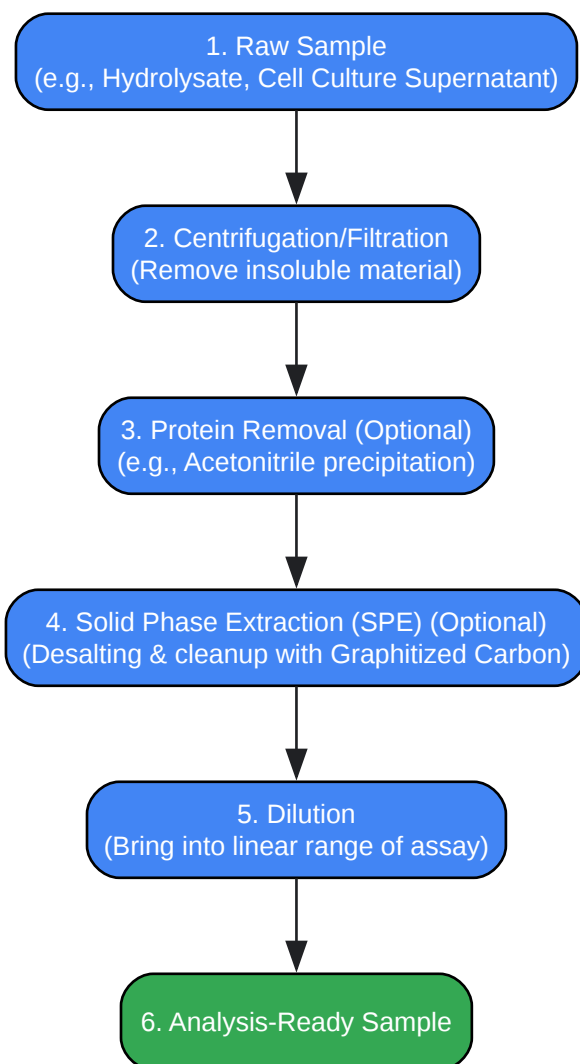 1. Raw Sample
(e.g., Hydrolysate, Cell Culture Supernatant)
2. Centrifugation/Filtration
(Remove insoluble material)
3. Protein Removal (Optional)
(e.g., Acetonitrile precipitation)
4. Solid Phase Extraction (SPE) (Optional)
(Desalting & cleanup with Graphitized Carbon)
5. Dilution
(Bring into linear range of assay)
6. Analysis-Ready Sample